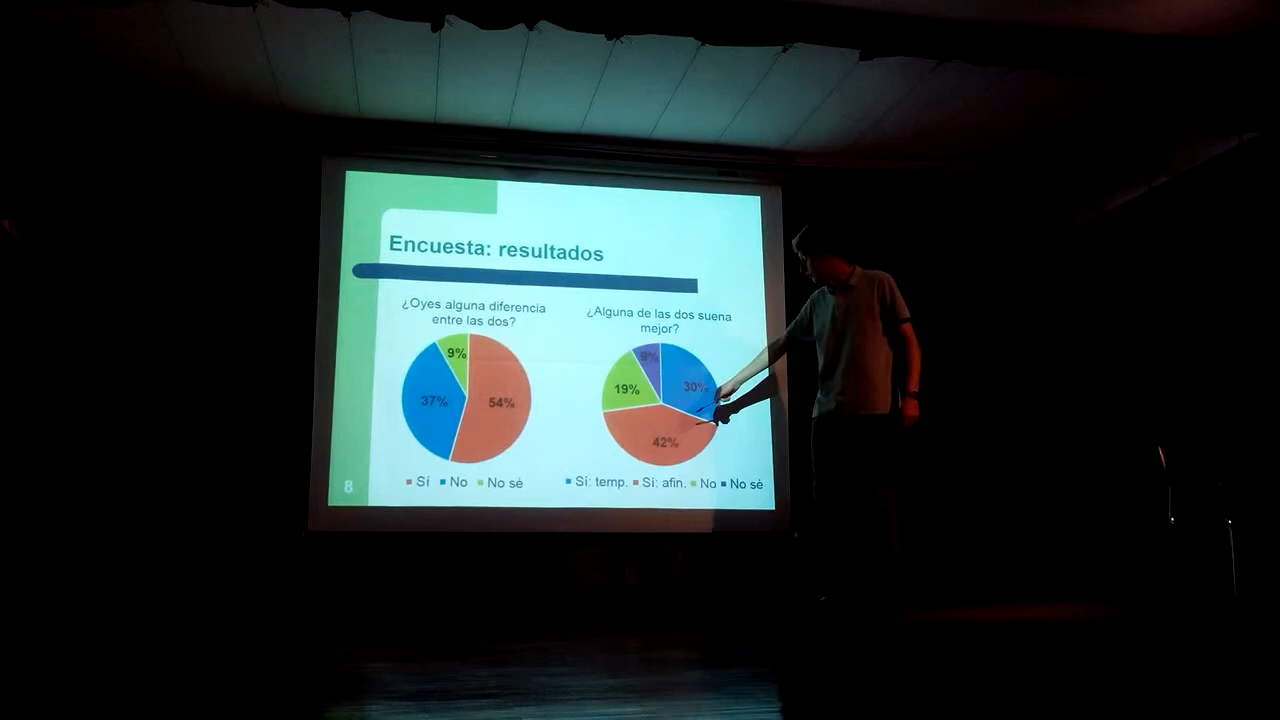 Encuesta: resultados
¿Oyes alguna diferencia
entre las dos?
9%
37%
54%
Sí No No sé
¿Alguna de las dos suena
mejor?
9%
30%
19%
42%
Sí: temp. Sí: afin. No No sé
8